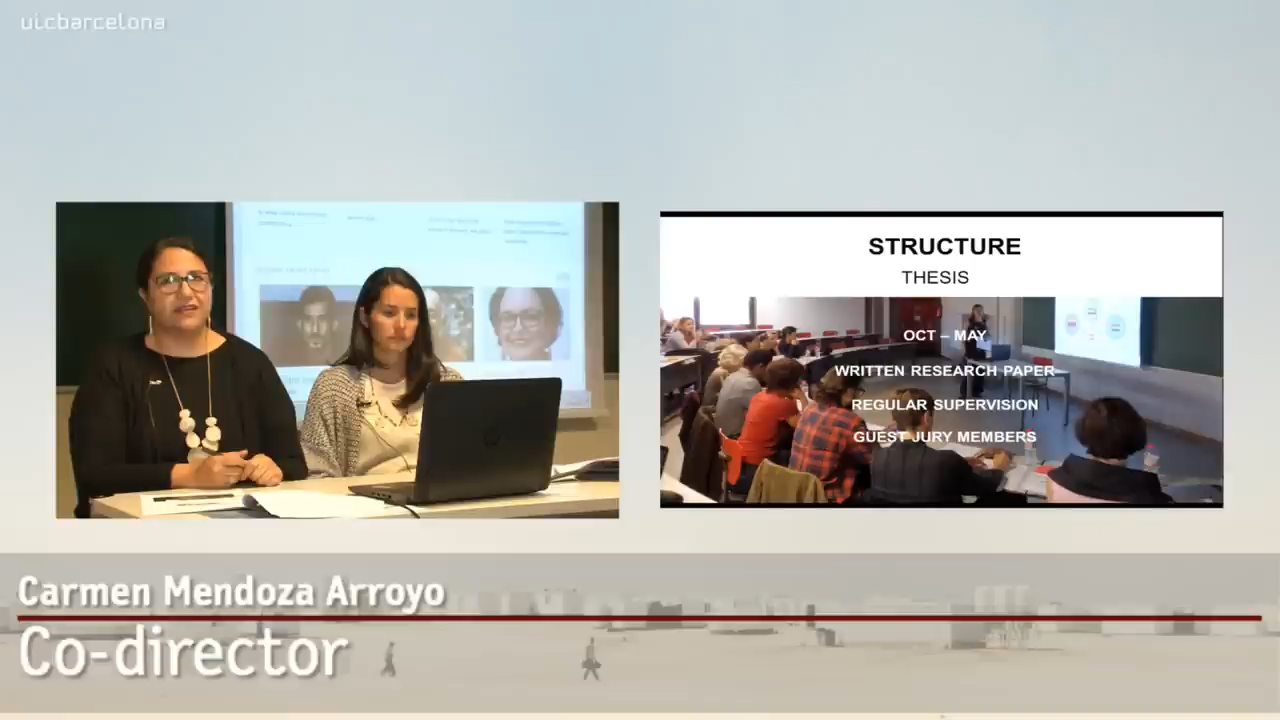 uicbarcelona
STRUCTURE
THESIS
OCT – MAY
WRITTEN RESEARCH PAPER
REGULAR SUPERVISION
GUEST JURY MEMBERS
Carmen Mendoza Arroyo
Co-director